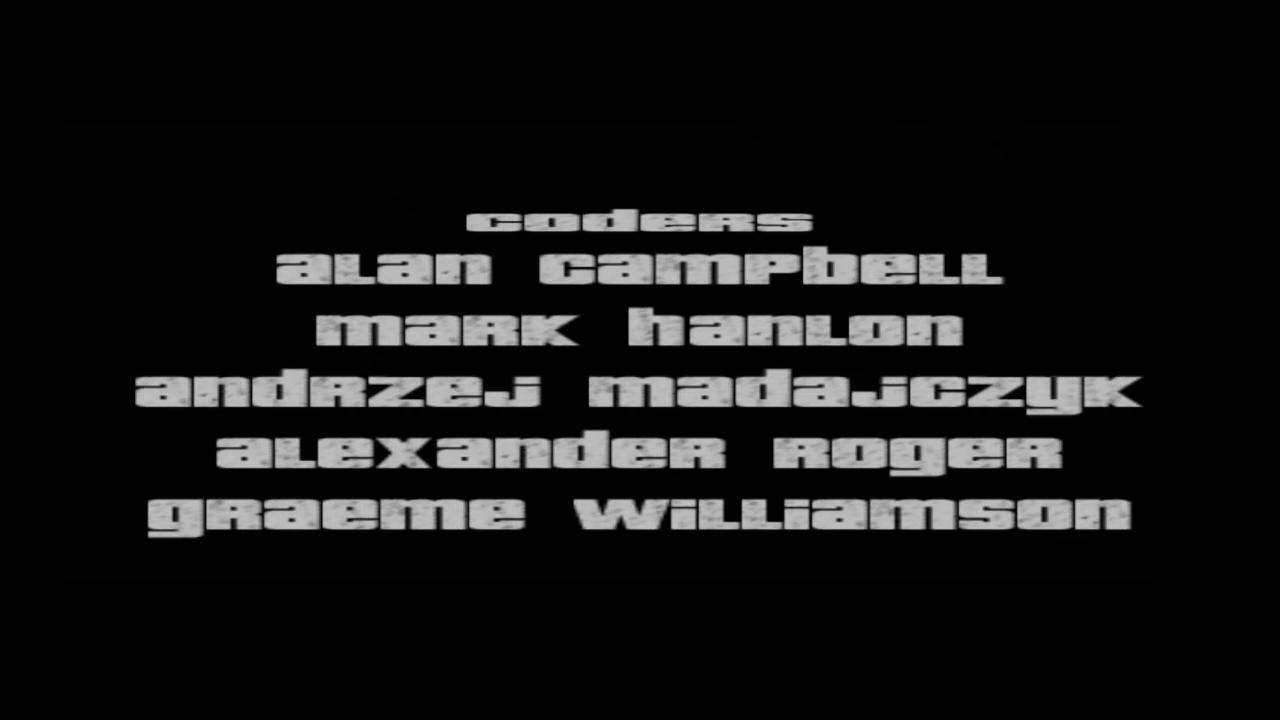 coders
alan campbell
mark hanlon
andrzej madajczyk
alexander roger
graeme williamson